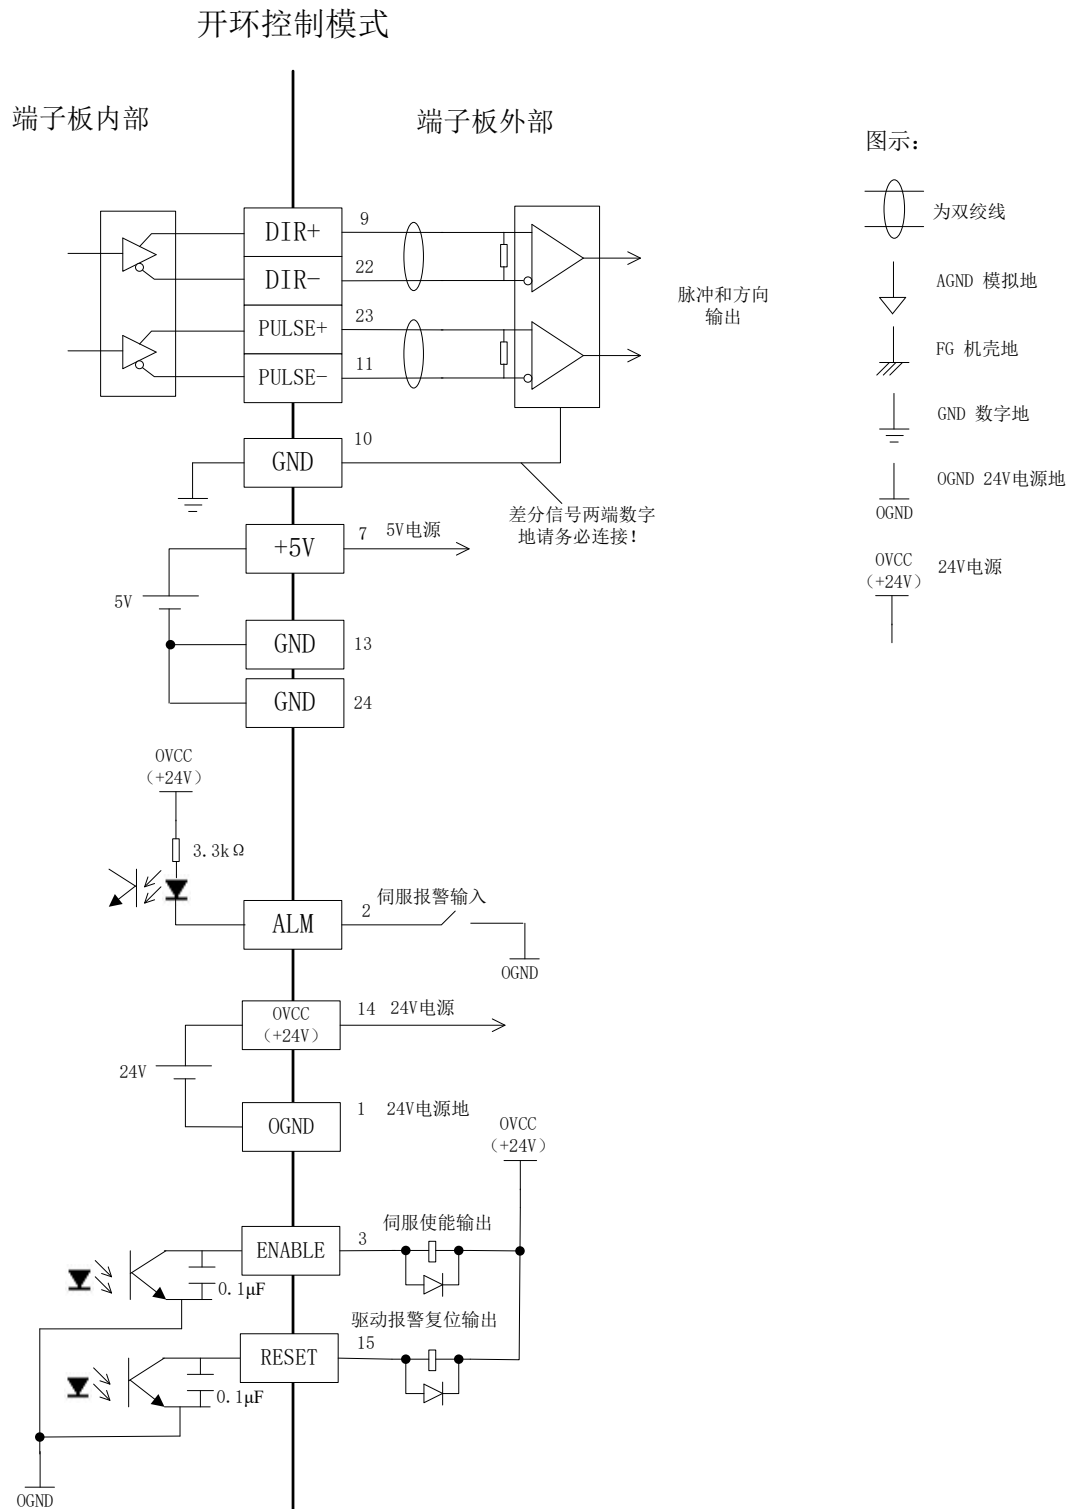 开环控制模式
端子板内部
端子板外部
图示：
DIR+
9
DIR-
22
PULSE+
23
PULSE-
11
脉冲和方向
输出
GND
10
差分信号两端数字
地请务必连接！
+5V
7
5V电源
5V
GND
13
GND
24
OVCC
（+24V）
3.3kΩ
ALM
2
伺服报警输入
OGND
OVCC
（+24V）
14
24V电源
24V
OGND
1
24V电源地
OVCC
（+24V）
ENABLE
3
伺服使能输出
0.1μF
驱动报警复位输出
RESET
15
0.1μF
OGND
为双绞线
AGND 模拟地
FG 机壳地
GND 数字地
OGND 24V电源地
OGND
OVCC
（+24V）
24V电源